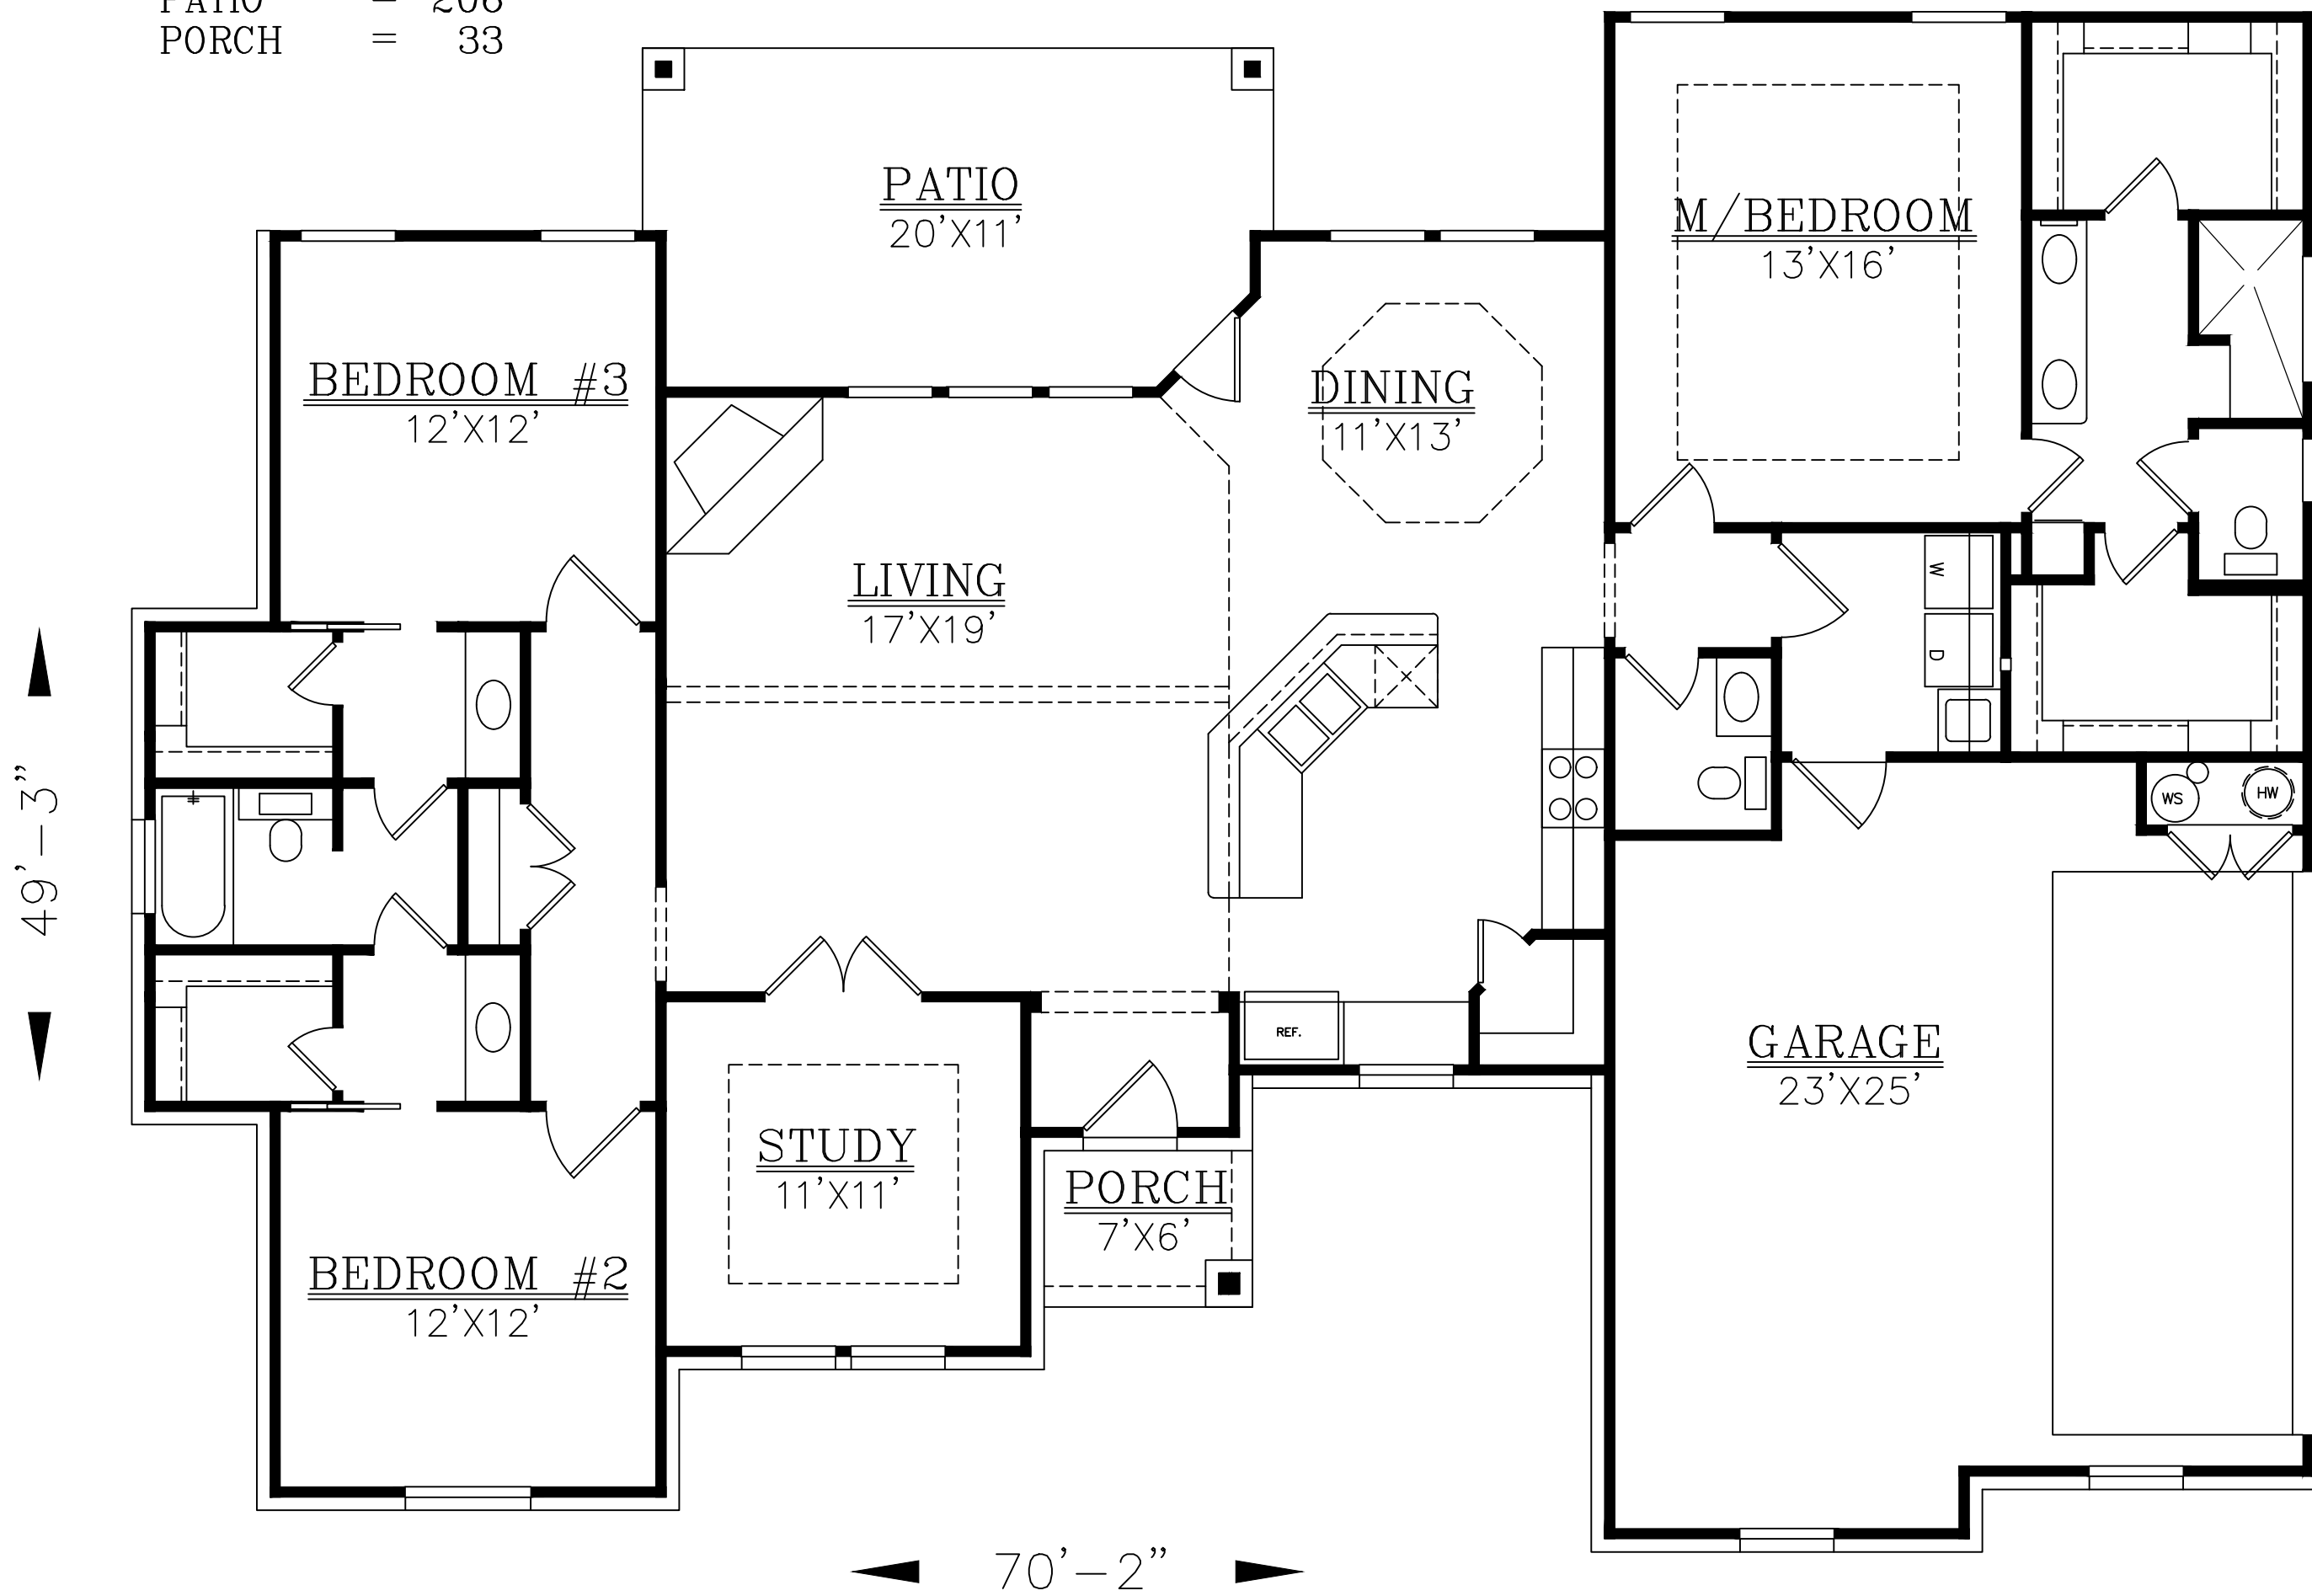 PATIO = 206
PORCH = 33
PATIO
20'X11'
M/BEDROOM
13'X16'
BEDROOM #3
12'X12'
DINING
11'X13'
LIVING
17'X19'
W
D
49'-3"
WS
HW
REF.
GARAGE
23'X25'
STUDY
11'X11'
PORCH
7'X6'
BEDROOM #2
12'X12'
70'-2"